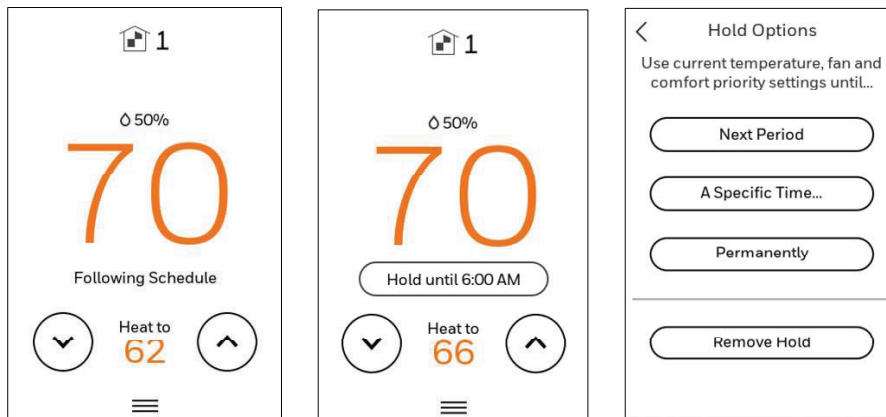 1
50%
70
Following Schedule
Heat to
62
1
50%
70
Hold until 6:00 AM
Heat to
66
Hold Options
Use current temperature, fan and
comfort priority settings until...
Next Period
A Specific Time...
Permanently
Remove Hold